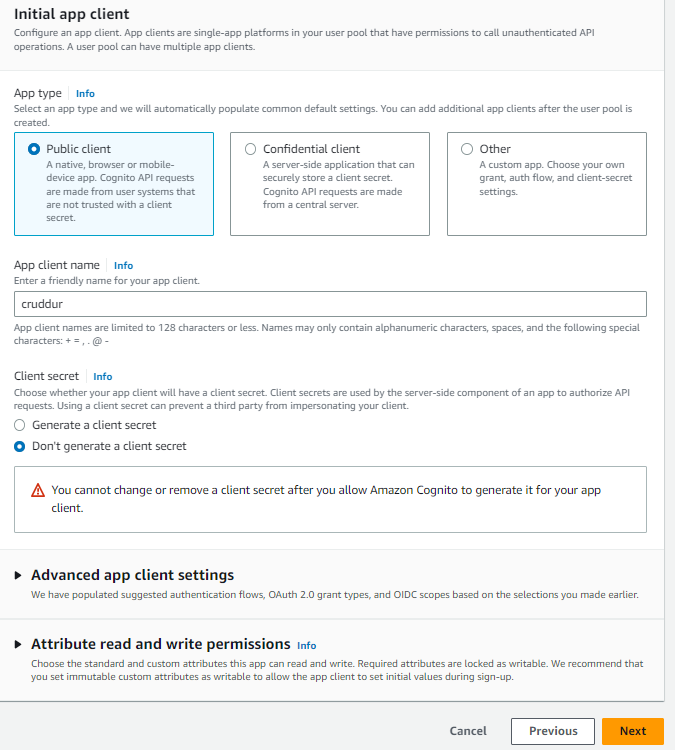 Initial app client
Configure an app client. App clients are single-app platforms in your user pool that have permissions to call unauthenticated API
operations. A user pool can have multiple app clients.
App type Info
Select an app type and we will automatically populate common default settings. You can add additional app clients after the user pool is
created.
Public client
A native, browser or mobile-
device app. Cognito API requests
are made from user systems that
are not trusted with a client
secret.
Confidential client
A server-side application that can
securely store a client secret.
Cognito API requests are made
from a central server.
Other
A custom app. Choose your own
grant, auth flow, and client-secret
settings.
App client name Info
Enter a friendly name for your app client.
cruddur
App client names are limited to 128 characters or less. Names may only contain alphanumeric characters, spaces, and the following special
characters: + = , . @ -
Client secret Info
Choose whether your app client will have a client secret. Client secrets are used by the server-side component of an app to authorize API
requests. Using a client secret can prevent a third party from impersonating your client.
Generate a client secret
Don't generate a client secret
You cannot change or remove a client secret after you allow Amazon Cognito to generate it for your app
client.
Advanced app client settings
We have populated suggested authentication flows, OAuth 2.0 grant types, and OIDC scopes based on the selections you made earlier.
Attribute read and write permissions Info
Choose the standard and custom attributes this app can read and write. Required attributes are locked as writable. We recommend that
you set immutable custom attributes as writable to allow the app client to set initial values during sign-up.
Cancel Previous Next